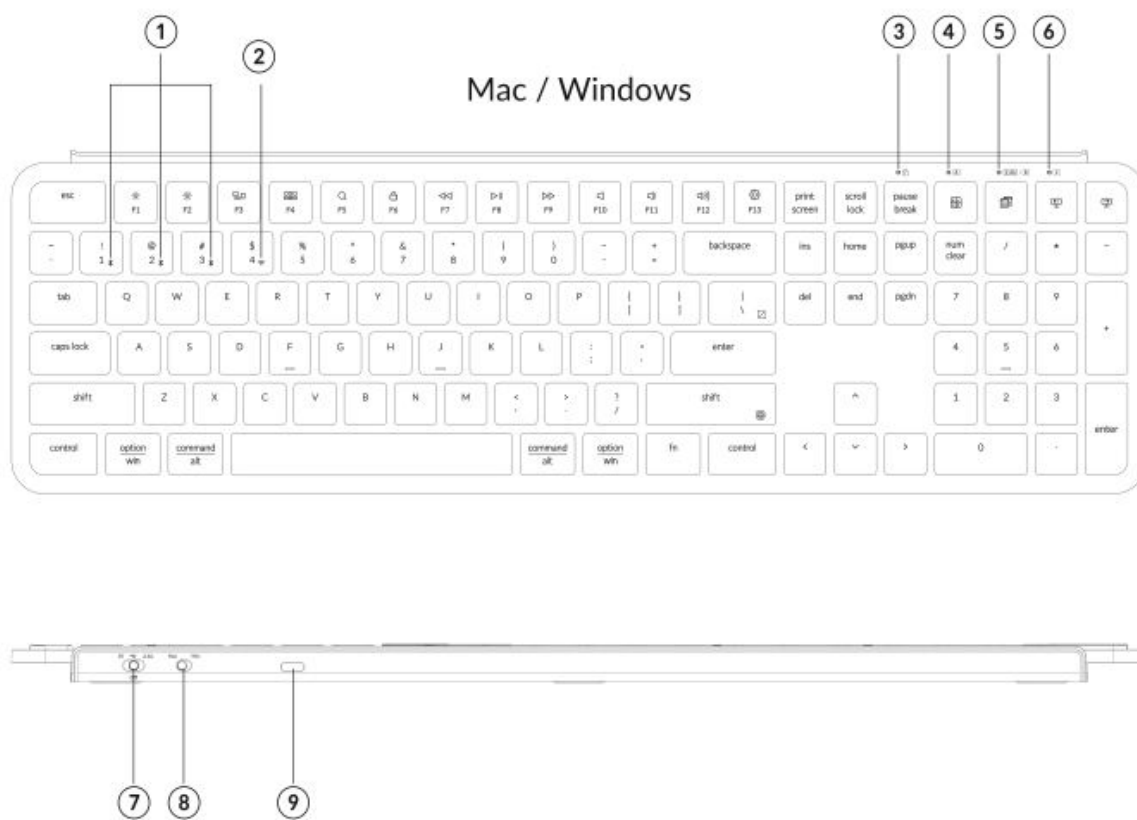 1 2 3 4 5 6
Mac / Windows
esc F1 F2 F3 F4 F5 F6 F7 F8 F9 F10 F11 F12 F13 print screen scroll lock pause break
~ ! 1 @ 2 # 3 $ 4 % 5 ^ 6 & 7 * 8 ( 9 ) 0 - + = backspace ins home pgup num clear / * -
tab Q W E R T Y U I O P \ del end pgdn 7 8 9 +
caps lock A S D F G H J K L : ; enter 4 5 6
shift Z X C V B N M < > ? / shift ^ 1 2 3 enter
control option win command alt command alt option win fn control < > 0 .
7 8 9